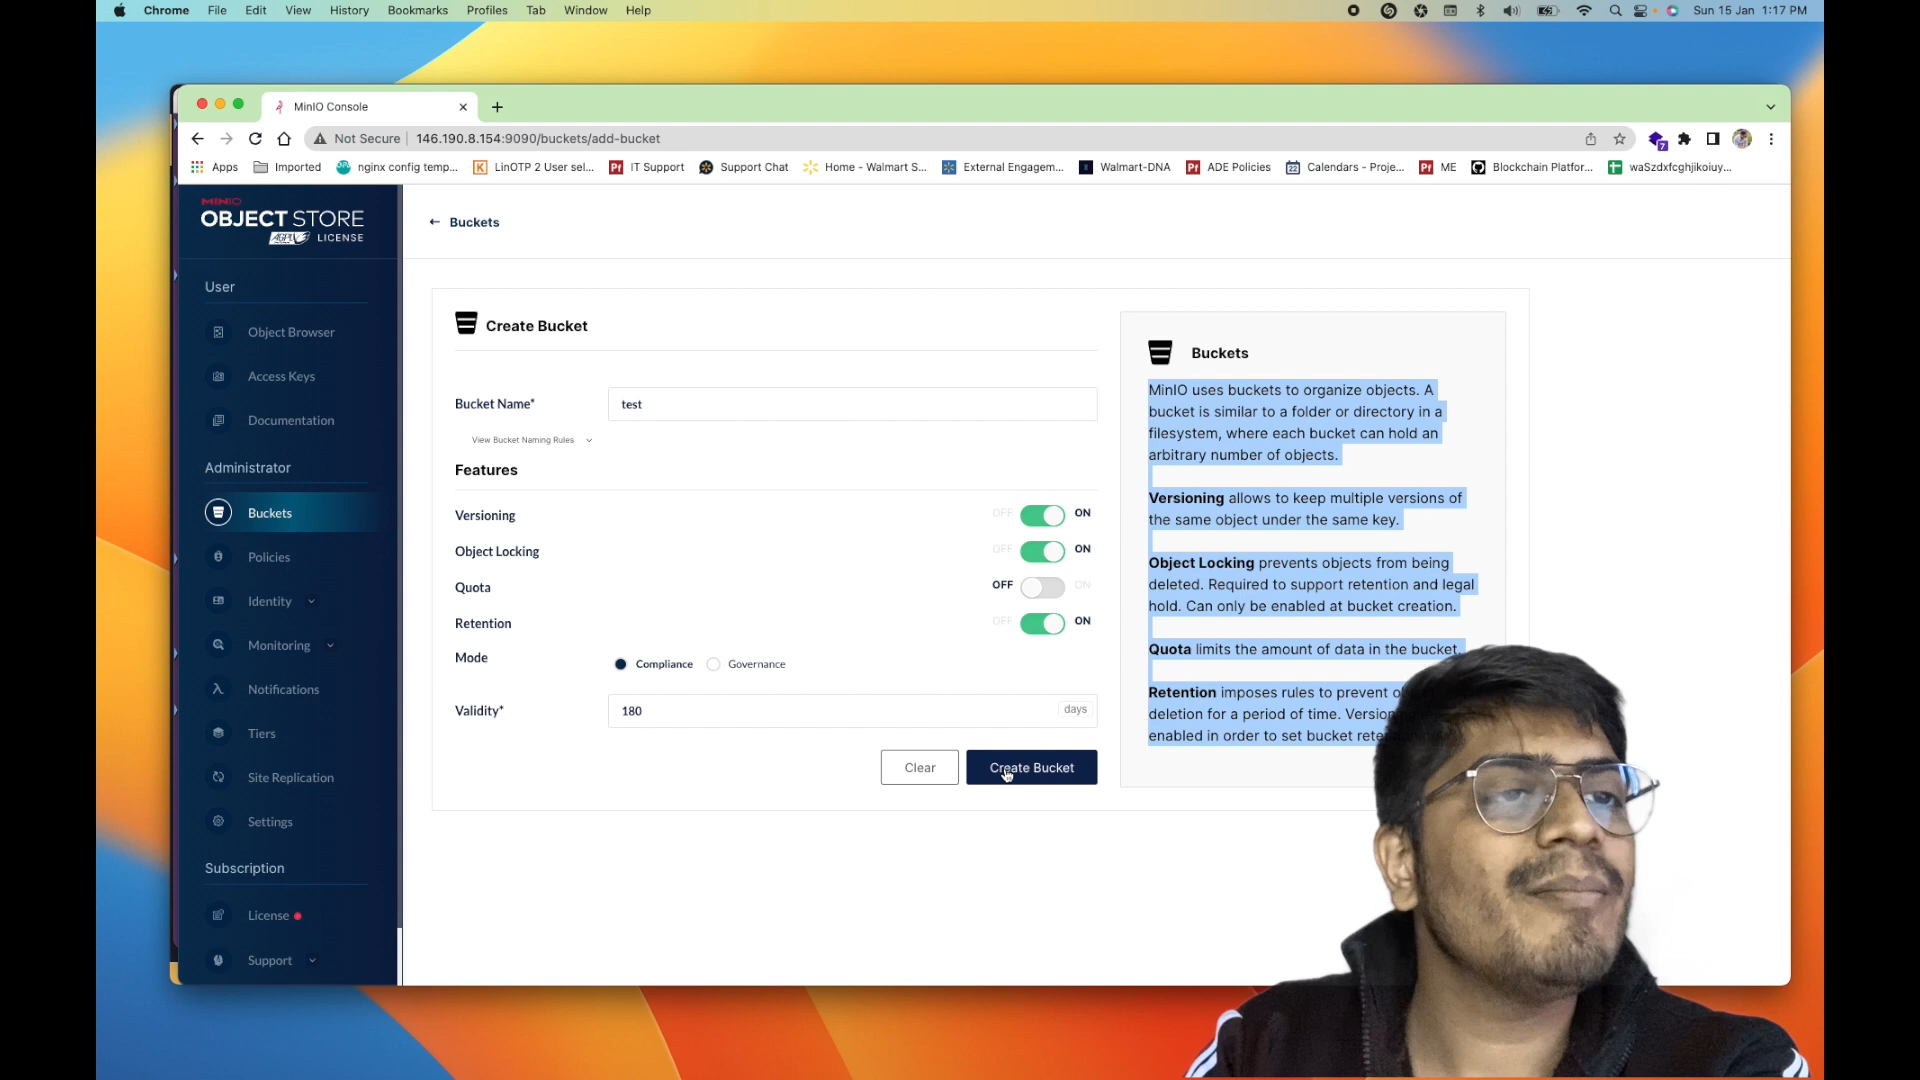 Chrome File Edit View History Bookmarks Profiles Tab Window Help Sun 15 Jan 1:17 PM
MinIO Console
Not Secure 146.190.8.154:9090/buckets/add-bucket
7
Apps Imported nginx config temp... LinOTP 2 User sel... IT Support Support Chat Home - Walmart S... External Engagem... Walmart-DNA ADE Policies Calendars - Proje... ME Blockchain Platfor... waSzdxfcghjikoiuy...
MINIO
OBJECT STORE
AGPL LICENSE
User
Object Browser
Access Keys
Documentation
Administrator
Buckets
Policies
Identity
Monitoring
Notifications
Tiers
Site Replication
Settings
Subscription
License
Support
← Buckets
Create Bucket
Bucket Name* test
View Bucket Naming Rules
Features
Versioning OFF ON
Object Locking OFF ON
Quota OFF ON
Retention OFF ON
Mode Compliance Governance
Validity* 180 days
Clear Create Bucket
Buckets
MinIO uses buckets to organize objects. A
bucket is similar to a folder or directory in a
filesystem, where each bucket can hold an
arbitrary number of objects.
Versioning allows to keep multiple versions of
the same object under the same key.
Object Locking prevents objects from being
deleted. Required to support retention and legal
hold. Can only be enabled at bucket creation.
Quota limits the amount of data in the bucket.
Retention imposes rules to prevent
deletion for a period of time.
enabled in order to set bucket